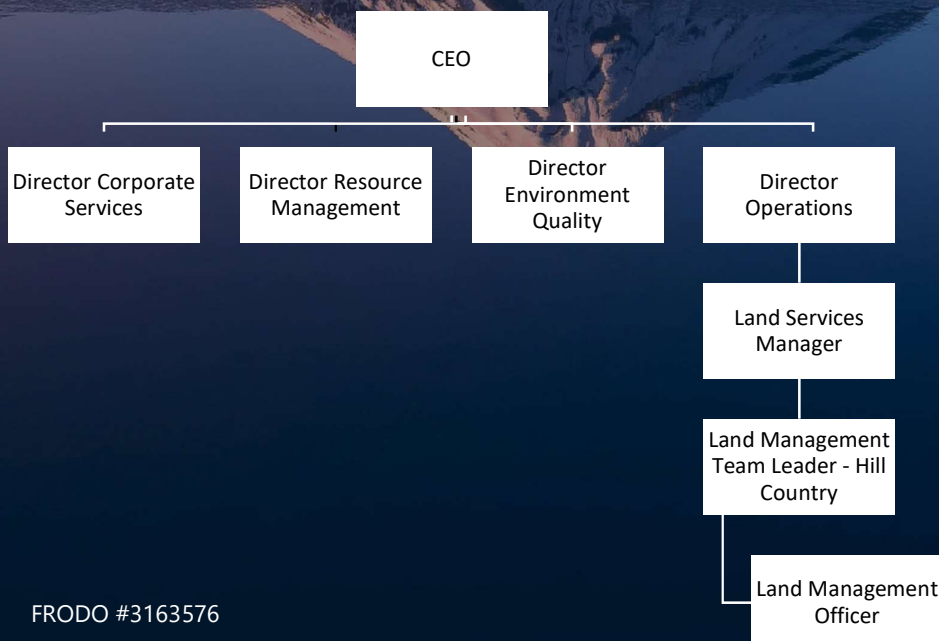 CEO
Director Corporate
Services
Director Resource
Management
Director
Environment
Quality
Director
Operations
Land Services
Manager
Land Management
Team Leader - Hill
Country
Land Management
Officer
FRODO #3163576